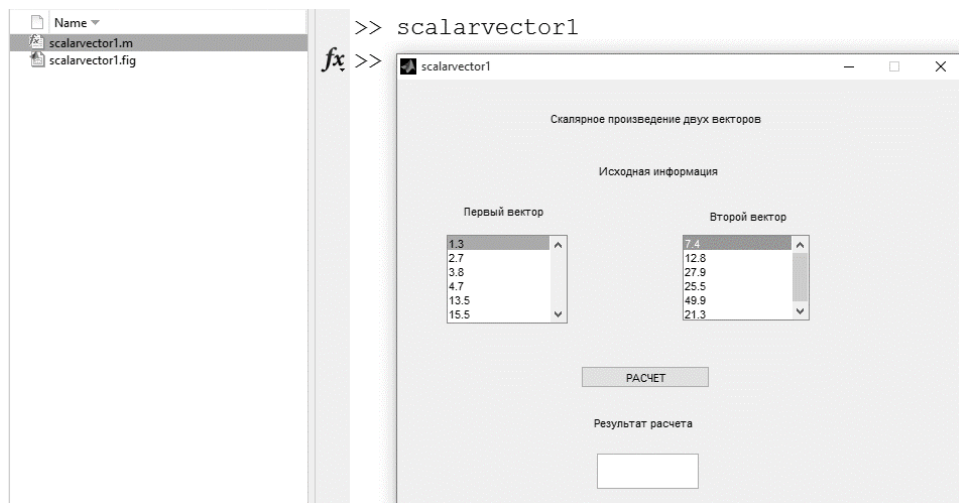 Name
scalarvector1.m
scalarvector1.fig
>> scalarvector1
fx >>
scalarvector1
Скалярное произведение двух векторов
Исходная информация
Первый вектор
Второй вектор
1.3
2.7
3.8
4.7
13.5
15.5
7.4
12.8
27.9
25.5
49.9
21.3
РАСЧЕТ
Результат расчета